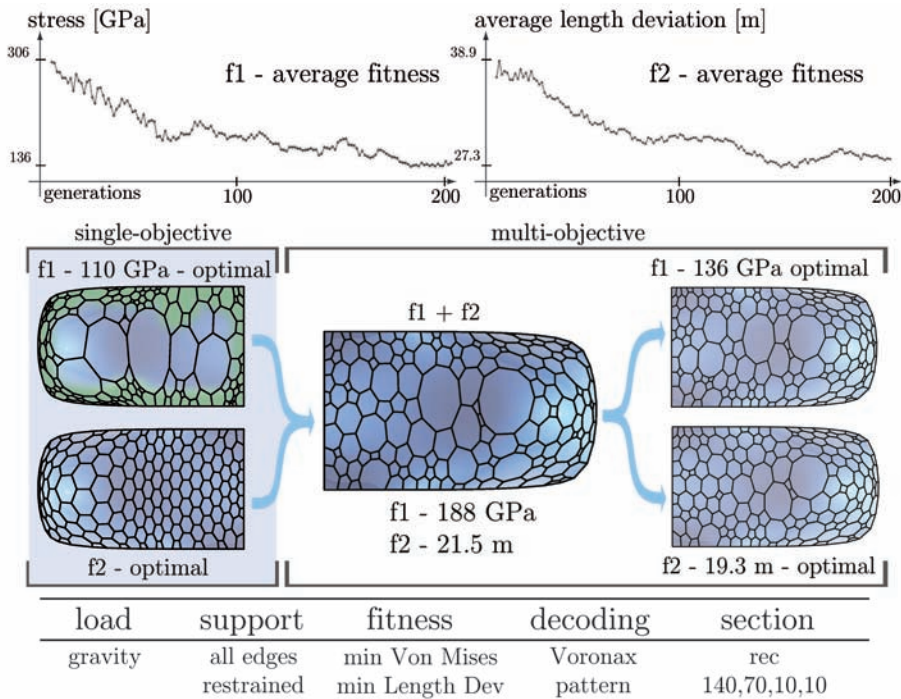 stress [GPa]
average length deviation [m]
306
f1 - average fitness
136
generations
100
200
38.9
f2 - average fitness
27.3
generations
100
200
single-objective
multi-objective
f1 - 110 GPa - optimal
f1 + f2
f1 - 136 GPa optimal
f1 - 188 GPa
f2 - 21.5 m
f2 - optimal
f2 - 19.3 m - optimal
load support fitness decoding section
gravity all edges min Von Mises Voronax rec
restrained min Length Dev pattern 140,70,10,10